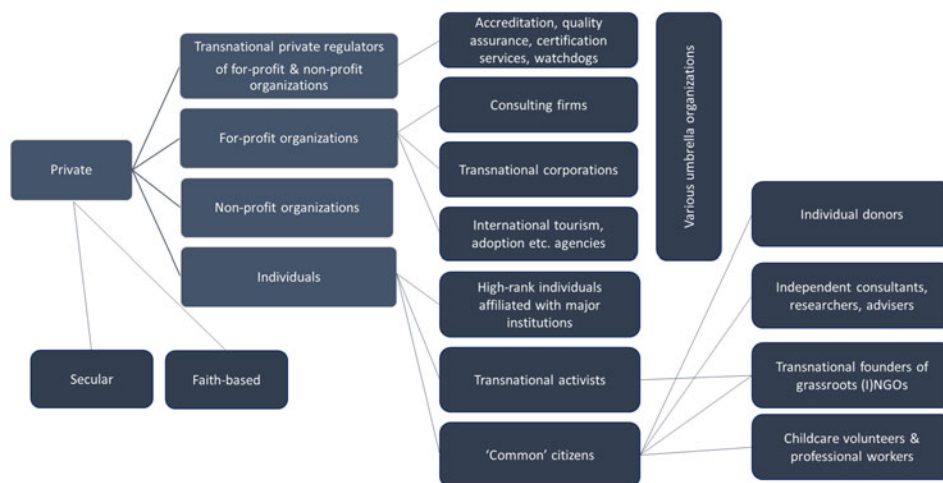 Private
Secular
Faith-based
Transnational private regulators
of for-profit & non-profit
organizations
For-profit organizations
Non-profit organizations
Individuals
Accreditation, quality
assurance, certification
services, watchdogs
Consulting firms
Transnational corporations
International tourism,
adoption etc. agencies
High-rank individuals
affiliated with major
institutions
Transnational activists
'Common' citizens
Various umbrella organizations
Individual donors
Independent consultants,
researchers, advisers
Transnational founders of
grassroots (I)NGOs
Childcare volunteers &
professional workers